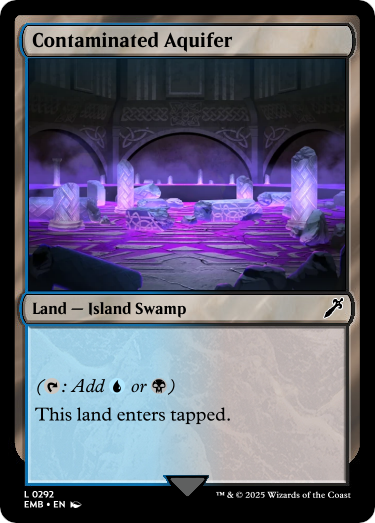 Contaminated Aquifer
Land — Island Swamp
(: Add or )
This land enters tapped.
L 0292
EMB • EN
™ & © 2025 Wizards of the Coast